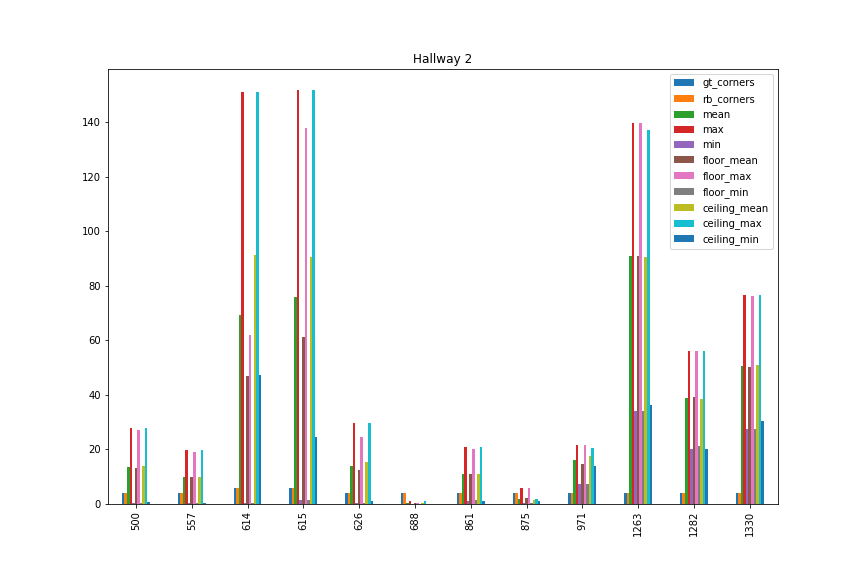 Hallway 2
gt_corners
rb_corners
mean
max
min
floor_mean
floor_max
floor_min
ceiling_mean
ceiling_max
ceiling_min
140
120
100
80
60
40
20
0
500
557
614
615
626
688
861
875
971
1263
1282
1330